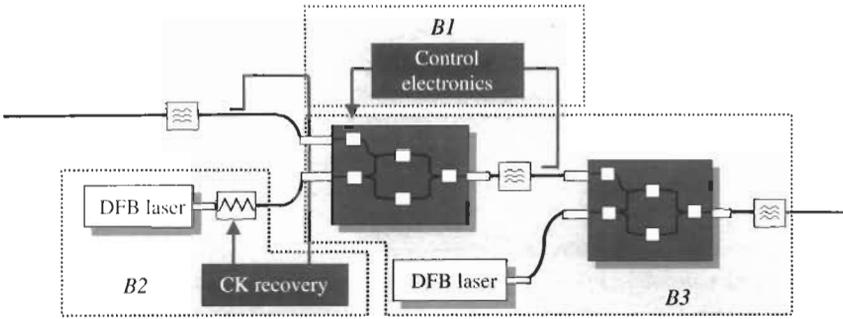 B1
Control
electronics
DFB laser
B2
CK recovery
DFB laser
B3